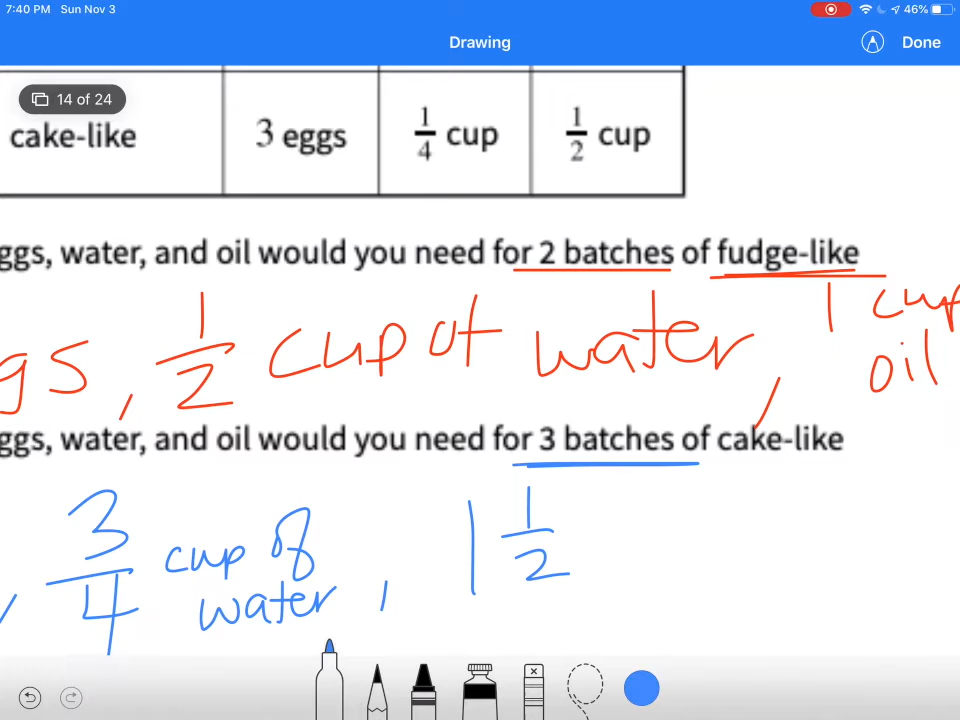 7:40 PM Sun Nov 3
46%
Drawing
Done
14 of 24
cake-like 3 eggs 1/4 cup 1/2 cup
ggs, water, and oil would you need for 2 batches of fudge-like
gs, 1/2 cup of water, 1 cup
oil
ggs, water, and oil would you need for 3 batches of cake-like
, 3/4 cup of
water, 1 1/2